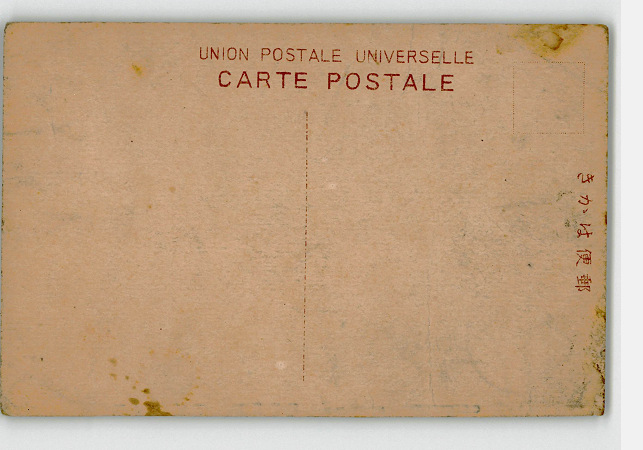 UNION POSTALE UNIVERSELLE
CARTE POSTALE
きかは便郵